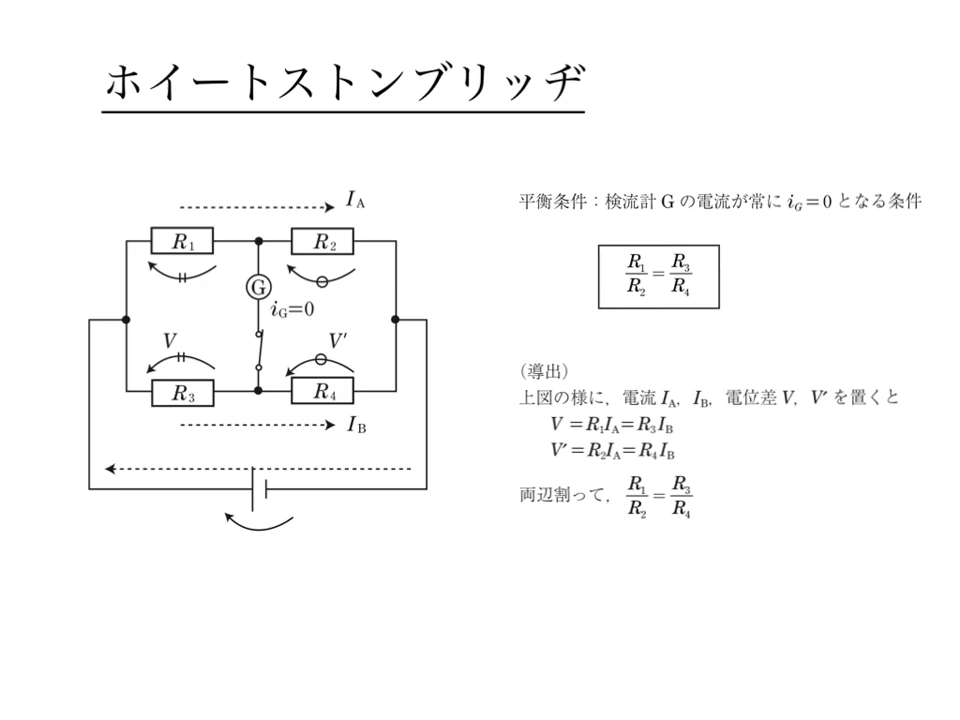 ホイートストンブリッヂ
I_A
R_1
R_2
G
i_G=0
V
V′
R_3
R_4
I_B
平衡条件：検流計 G の電流が常に i_G=0 となる条件
R_1/R_2 = R_3/R_4
（導出）
上図の様に，電流 I_A，I_B，電位差 V，V′ を置くと
V =R_1I_A=R_3I_B
V′=R_2I_A=R_4I_B
両辺割って，R_1/R_2 = R_3/R_4